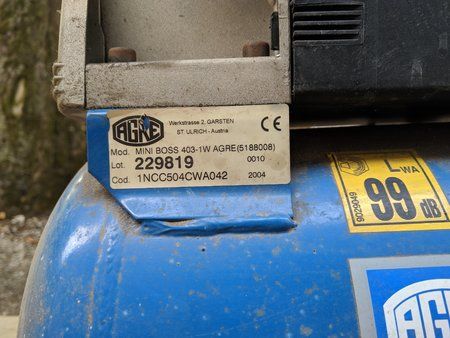 AGRE
Werkstrasse 2, GARSTEN
ST. ULRICH - Austria
CE
Mod. MINI BOSS 403-1W AGRE(5188008)
Lot: 229819 0010
Cod. 1NCC504CWA042 2004
LWA
99 dB
9029049
AGRE